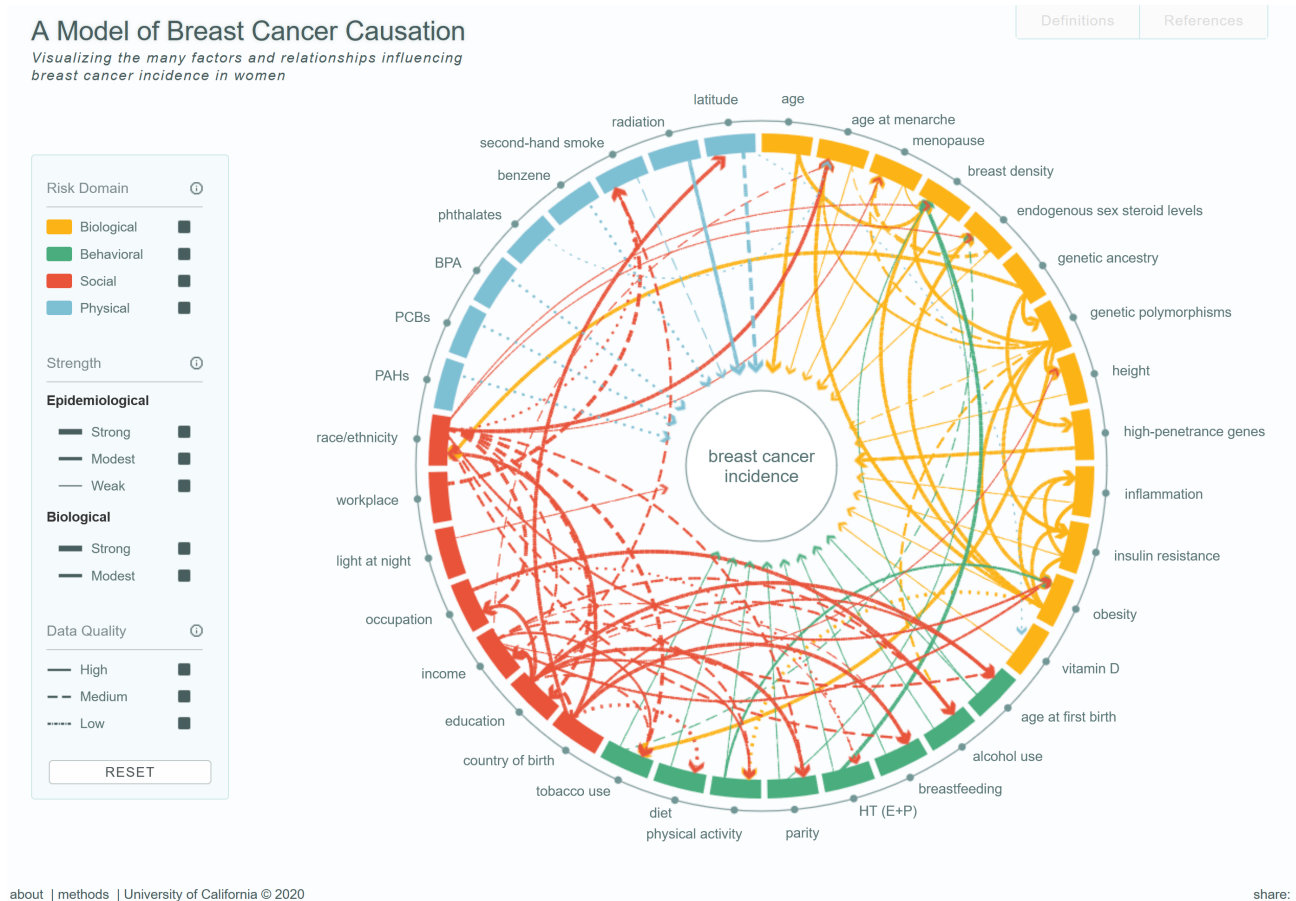 A Model of Breast Cancer Causation
Visualizing the many factors and relationships influencing
breast cancer incidence in women
Definitions
References
Risk Domain
Biological
Behavioral
Social
Physical
Strength
Epidemiological
Strong
Modest
Weak
Biological
Strong
Modest
Data Quality
High
Medium
Low
RESET
latitude
age
radiation
age at menarche
second-hand smoke
menopause
benzene
breast density
phthalates
endogenous sex steroid levels
BPA
genetic ancestry
PCBs
genetic polymorphisms
PAHs
height
race/ethnicity
high-penetrance genes
breast cancer
incidence
workplace
inflammation
light at night
insulin resistance
occupation
obesity
income
vitamin D
education
age at first birth
country of birth
alcohol use
tobacco use
breastfeeding
diet
HT (E+P)
physical activity
parity
about | methods | University of California © 2020
share: